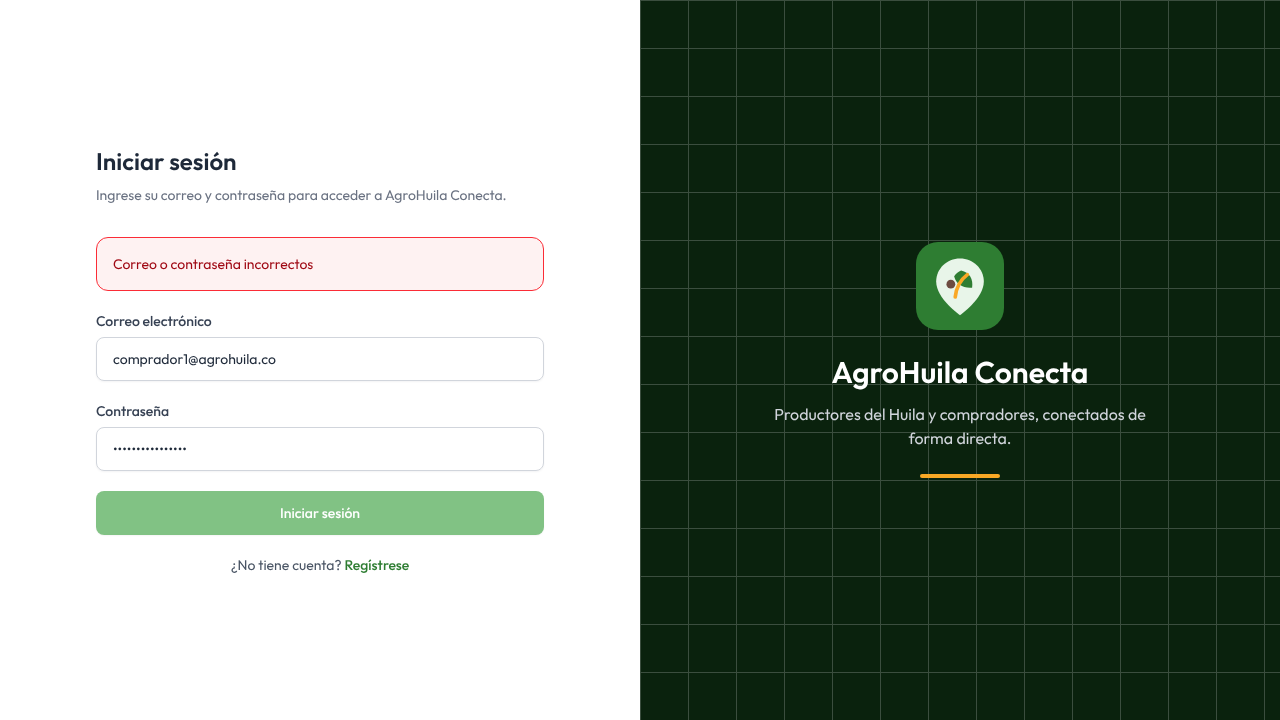 Iniciar sesión
Ingrese su correo y contraseña para acceder a AgroHuila Conecta.
Correo o contraseña incorrectos
Correo electrónico
comprador1@agrohuila.co
Contraseña
••••••••••••••••
Iniciar sesión
¿No tiene cuenta? Regístrese
AgroHuila Conecta
Productores del Huila y compradores, conectados de
forma directa.